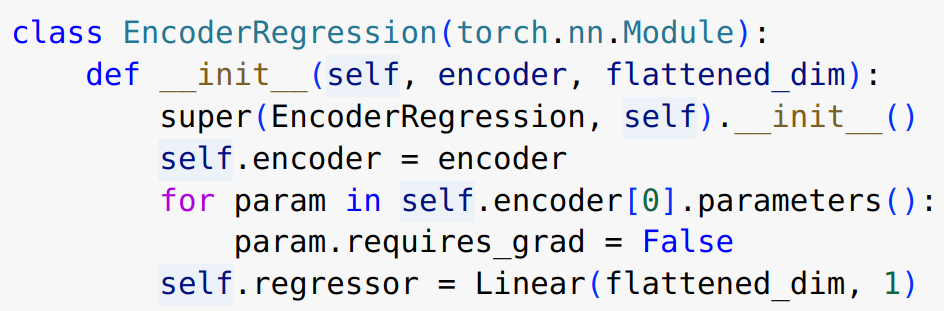 class EncoderRegression(torch.nn.Module):
    def __init__(self, encoder, flattened_dim):
        super(EncoderRegression, self).__init__()
        self.encoder = encoder
        for param in self.encoder[0].parameters():
            param.requires_grad = False
        self.regressor = Linear(flattened_dim, 1)